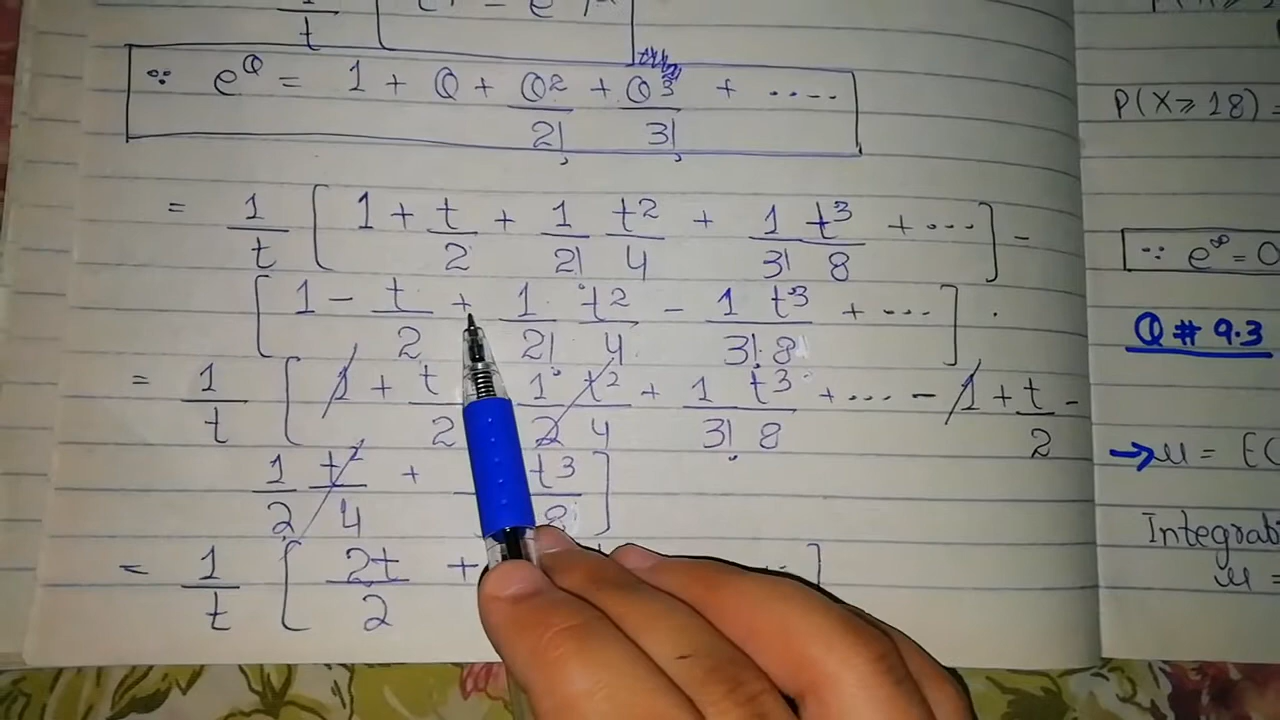 1/t [
∵ e^Q = 1 + Q + Q²/2! + Q³/3! + ....
= 1/t [ 1 + t/2 + 1/2! t²/4 + 1/3! t³/8 + ... ] -
[ 1 - t/2 + 1/2! t²/4 - 1/3! t³/8 + ... ] .
= 1/t [ 1 + t/2 1/2 t²/4 + 1/3! t³/8 + ... - 1 + t/2 -
1/2 t²/4 + t³/8 ]
= 1/t [ 2t/2 + ]
P(X ≥ 18) =
∵ e^∞ = 0
Q # 9.3
→ μ = E(
Integrati
μ =